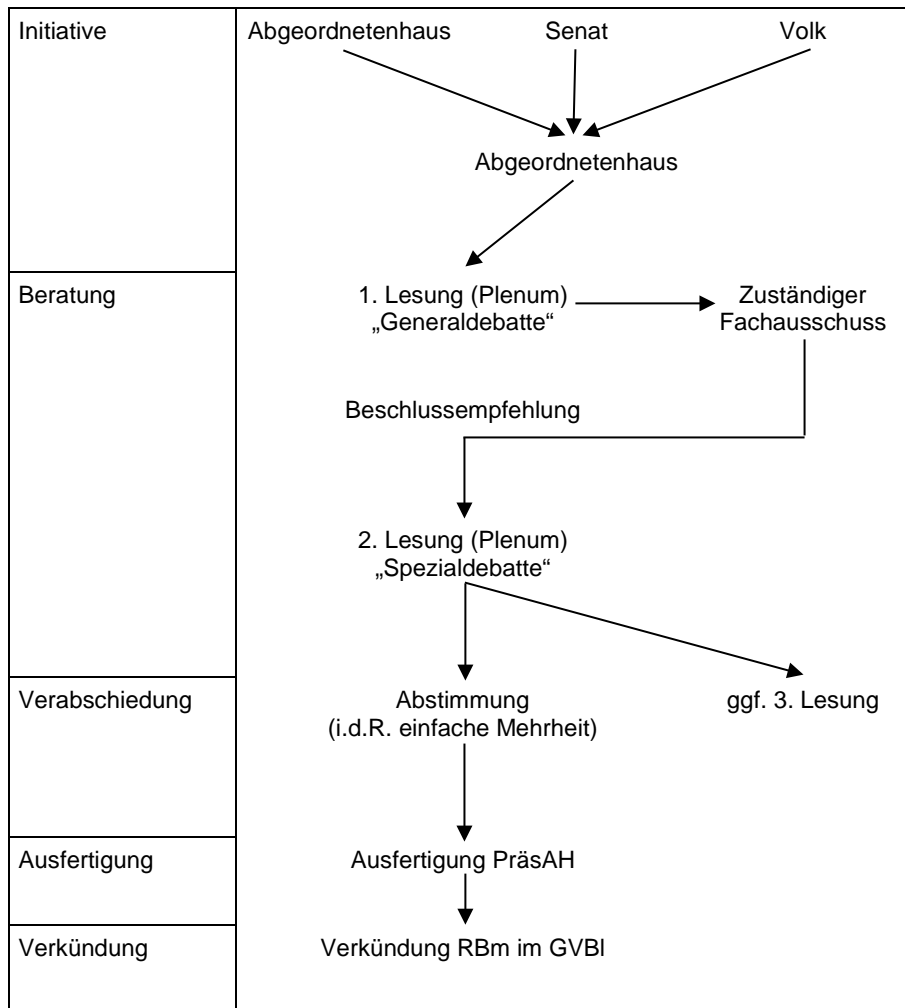 Initiative Abgeordnetenhaus Senat Volk
Abgeordnetenhaus
Beratung 1. Lesung (Plenum) Zuständiger
„Generaldebatte“ Fachausschuss
Beschlussempfehlung
2. Lesung (Plenum)
„Spezialdebatte“
Verabschiedung Abstimmung ggf. 3. Lesung
(i.d.R. einfache Mehrheit)
Ausfertigung Ausfertigung PräsAH
Verkündung Verkündung RBm im GVBl